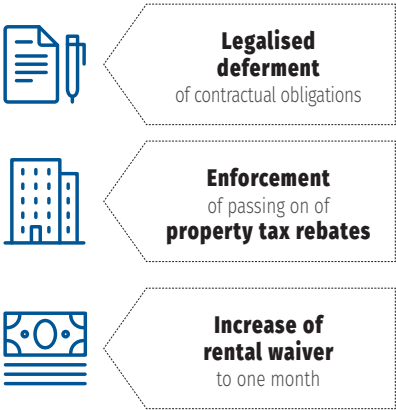 Legalised
deferment
of contractual obligations
Enforcement
of passing on of
property tax rebates
Increase of
rental waiver
to one month